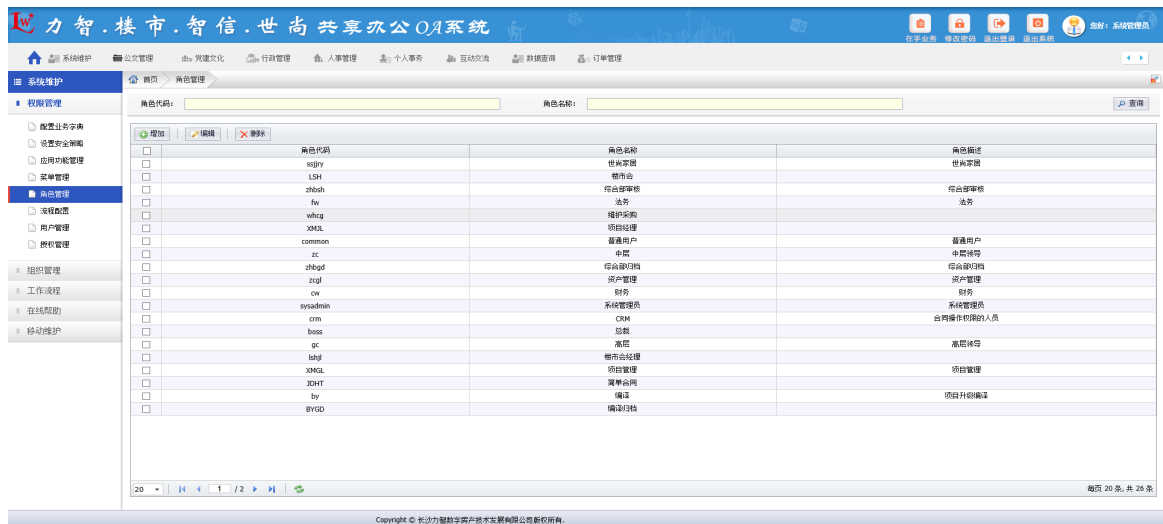 力智.楼市.智信.世尚共享办公OA系统
在手业务 修改密码 退出登录 退出系统 您好：系统管理员
系统维护 公文管理 党建文化 行政管理 人事管理 个人事务 互动交流 数据查询 订单管理
系统维护 首页 角色管理
权限管理 角色代码： 角色名称： 查询
配置业务字典
设置安全策略
应用功能管理
菜单管理
角色管理
流程配置
用户管理
授权管理
组织管理
工作流程
在线帮助
移动维护
增加 编辑 删除
角色代码 角色名称 角色描述
ssjjry 世尚家居 世尚家居
LSH 楼市会
zhbsh 综合部审核 综合部审核
fw 法务 法务
whcg 维护采购
XMJL 项目经理
common 普通用户 普通用户
zc 中层 中层领导
zhbgd 综合部归档 综合部归档
zcgl 资产管理 资产管理
cw 财务 财务
sysadmin 系统管理员 系统管理员
crm CRM 合同操作权限的人员
boss 总裁
gc 高层 高层领导
lshjl 楼市会经理
XMGL 项目管理 项目管理
JDHT 简单合同
by 编译 项目升级编译
BYGD 编译归档
20 1 /2 每页 20 条, 共 26 条
Copyright © 长沙力智数字房产技术发展有限公司版权所有.